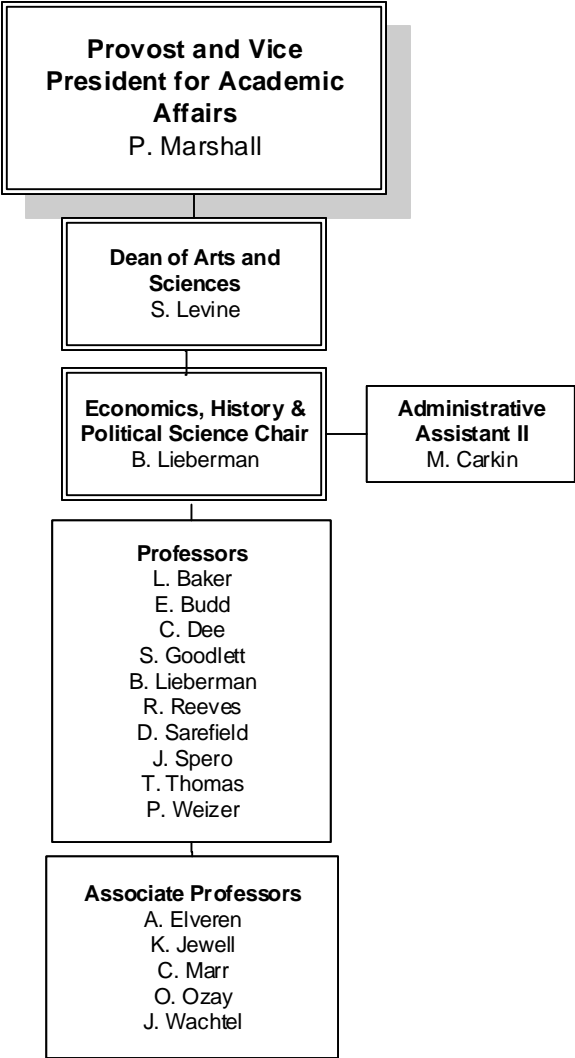 Provost and Vice
President for Academic
Affairs
P. Marshall
Dean of Arts and
Sciences
S. Levine
Economics, History &
Political Science Chair
B. Lieberman
Administrative
Assistant II
M. Carkin
Professors
L. Baker
E. Budd
C. Dee
S. Goodlett
B. Lieberman
R. Reeves
D. Sarefield
J. Spero
T. Thomas
P. Weizer
Associate Professors
A. Elveren
K. Jewell
C. Marr
O. Ozay
J. Wachtel